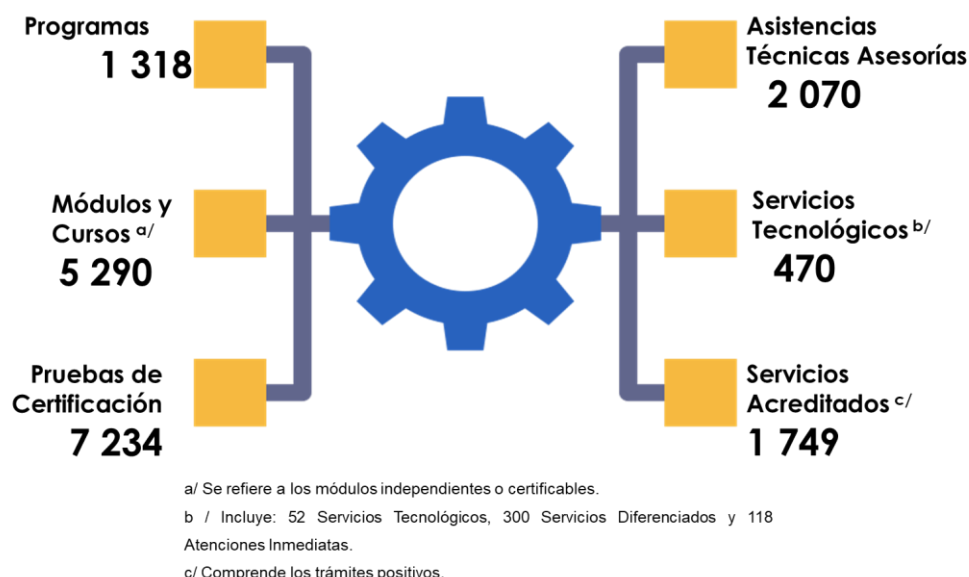 Programas
1 318
Módulos y
Cursos a/
5 290
Pruebas de
Certificación
7 234
Asistencias
Técnicas Asesorías
2 070
Servicios
Tecnológicos b/
470
Servicios
Acreditados c/
1 749
a/ Se refiere a los módulos independientes o certificables.
b / Incluye: 52 Servicios Tecnológicos, 300 Servicios Diferenciados y 118
Atenciones Inmediatas.
c/ Comprende los trámites positivos.